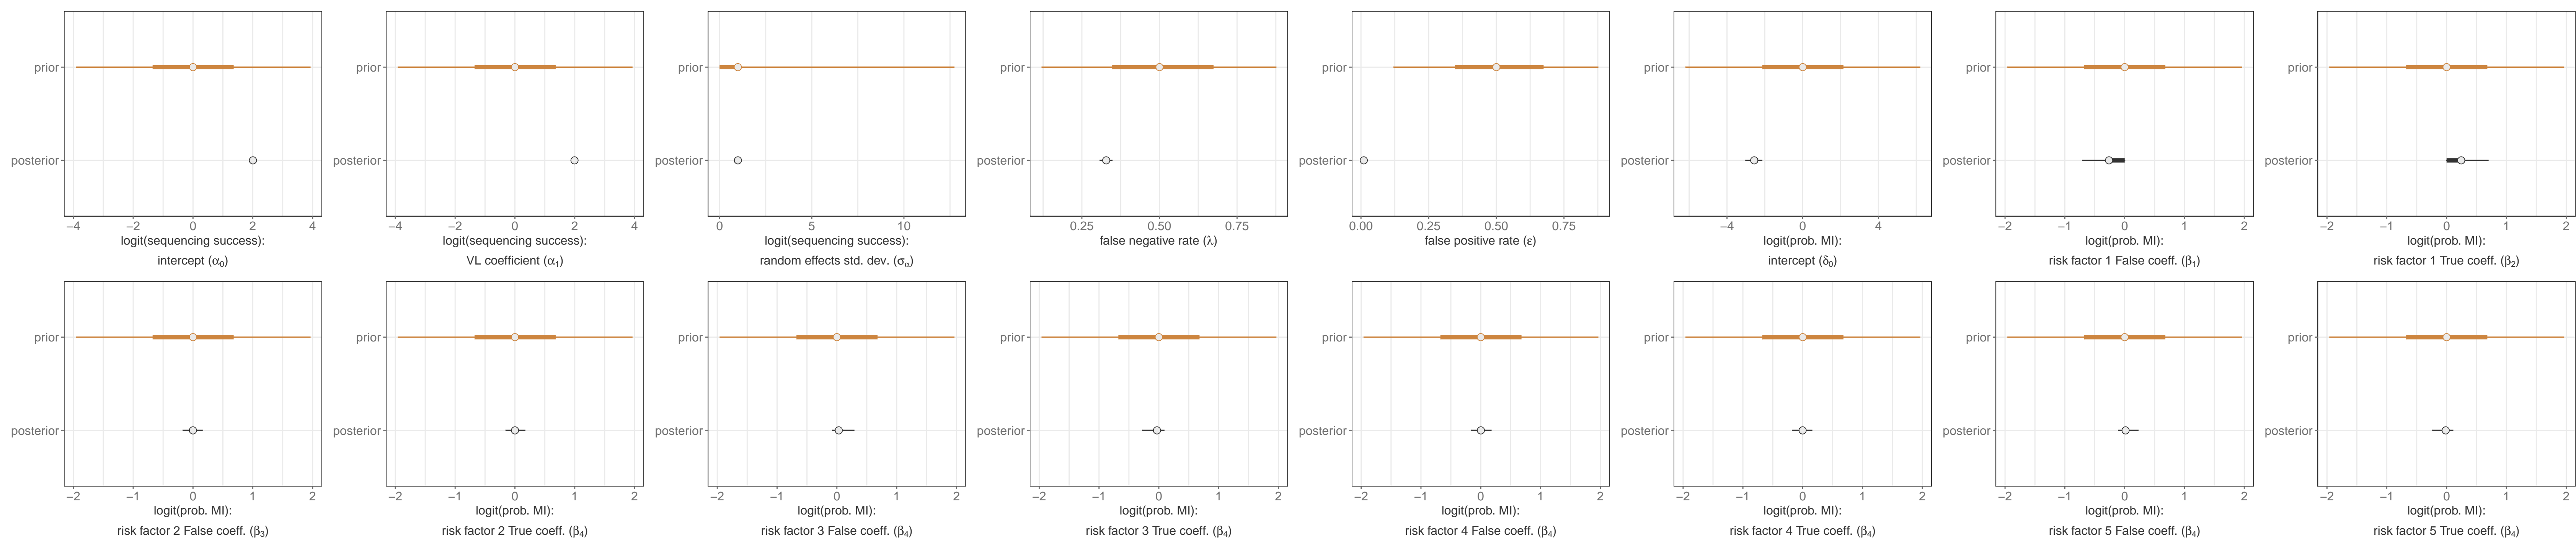 prior
posterior
−4 −2 0 2 4
logit(sequencing success):
intercept (α0)
prior
posterior
−4 −2 0 2 4
logit(sequencing success):
VL coefficient (α1)
prior
posterior
0 5 10
logit(sequencing success):
random effects std. dev. (σα)
prior
posterior
0.25 0.50 0.75
false negative rate (λ)
prior
posterior
0.00 0.25 0.50 0.75
false positive rate (ε)
prior
posterior
−4 0 4
logit(prob. MI):
intercept (δ0)
prior
posterior
−2 −1 0 1 2
logit(prob. MI):
risk factor 1 False coeff. (β1)
prior
posterior
−2 −1 0 1 2
logit(prob. MI):
risk factor 1 True coeff. (β2)
prior
posterior
−2 −1 0 1 2
logit(prob. MI):
risk factor 2 False coeff. (β3)
prior
posterior
−2 −1 0 1 2
logit(prob. MI):
risk factor 2 True coeff. (β4)
prior
posterior
−2 −1 0 1 2
logit(prob. MI):
risk factor 3 False coeff. (β4)
prior
posterior
−2 −1 0 1 2
logit(prob. MI):
risk factor 3 True coeff. (β4)
prior
posterior
−2 −1 0 1 2
logit(prob. MI):
risk factor 4 False coeff. (β4)
prior
posterior
−2 −1 0 1 2
logit(prob. MI):
risk factor 4 True coeff. (β4)
prior
posterior
−2 −1 0 1 2
logit(prob. MI):
risk factor 5 False coeff. (β4)
prior
posterior
−2 −1 0 1 2
logit(prob. MI):
risk factor 5 True coeff. (β4)